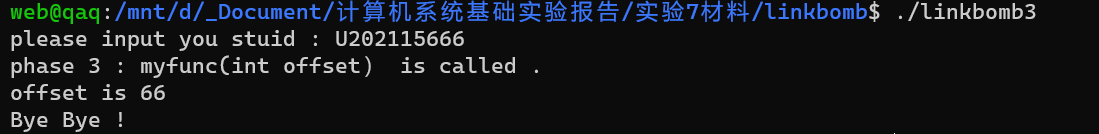 web@qaq:/mnt/d/_Document/计算机系统基础实验报告/实验7材料/linkbomb$ ./linkbomb3
please input you stuid : U202115666
phase 3 : myfunc(int offset)  is called .
offset is 66
Bye Bye !